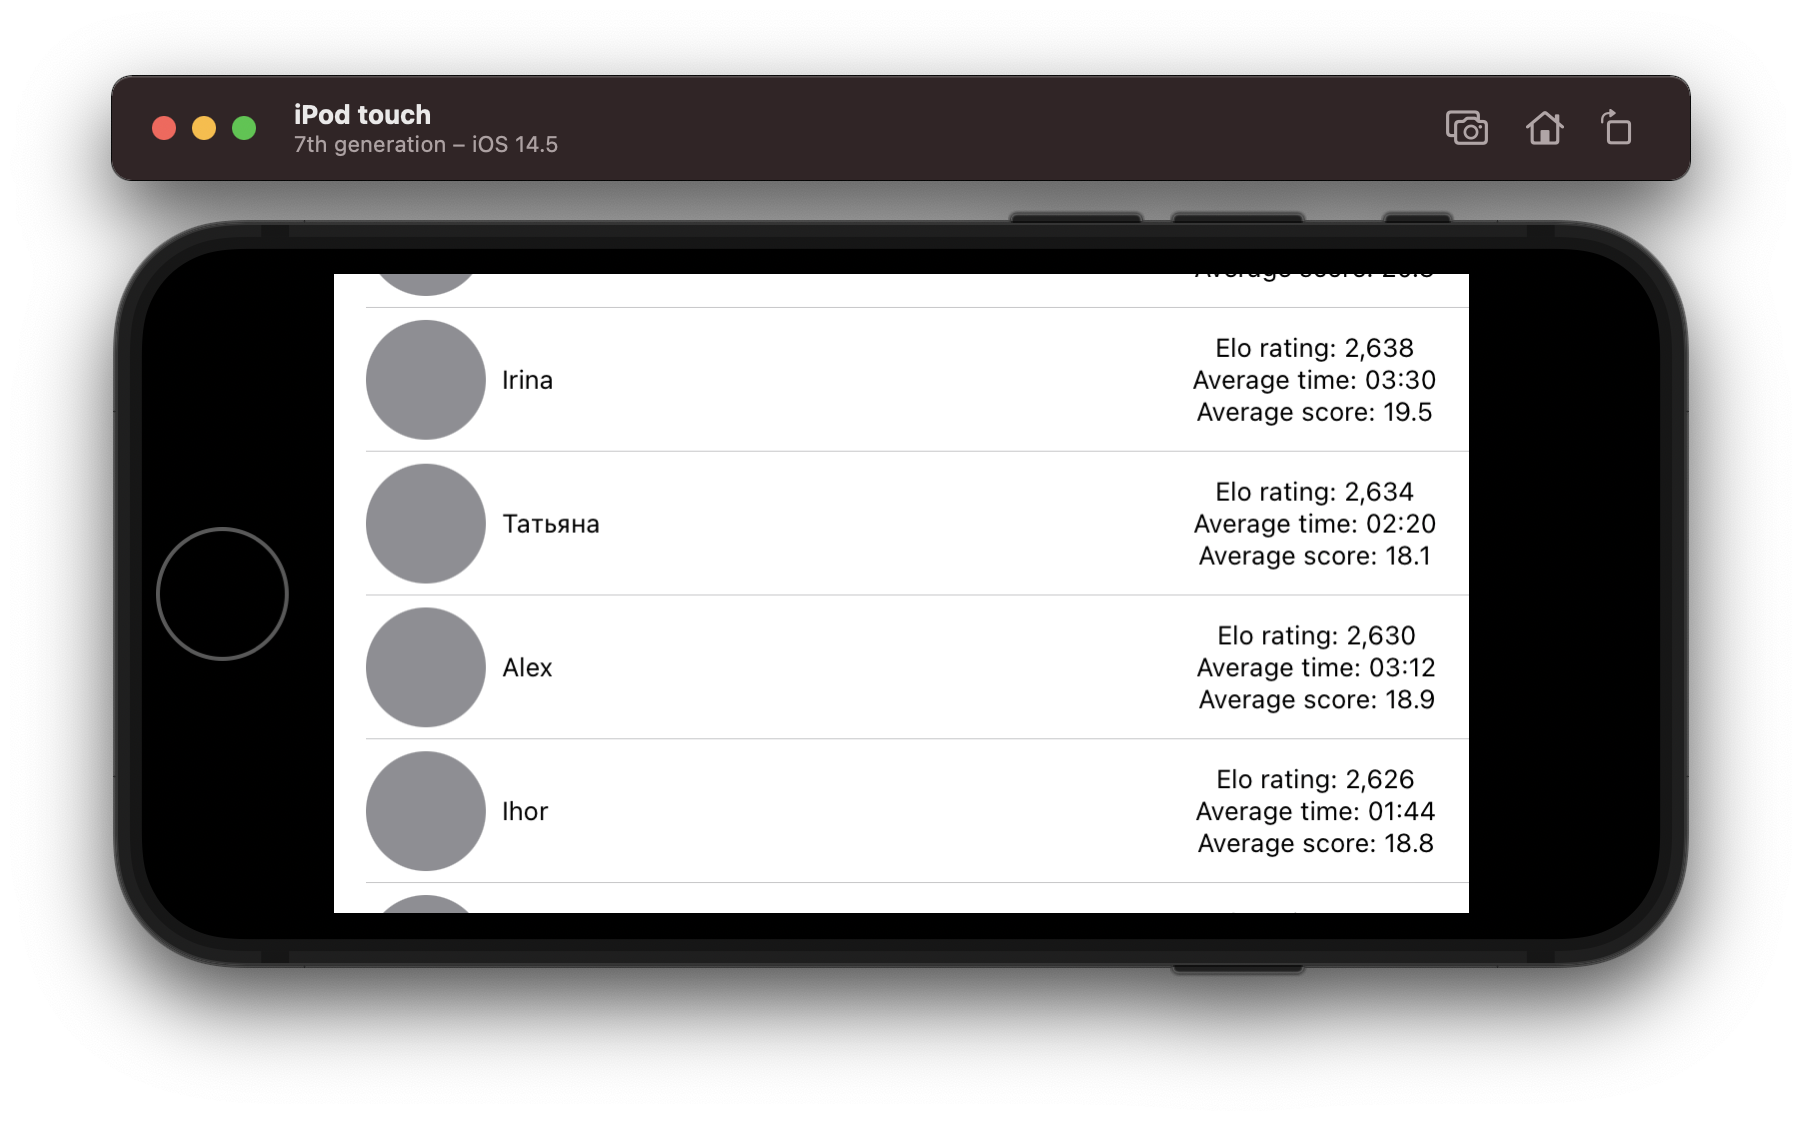 iPod touch
7th generation – iOS 14.5
Irina
Elo rating: 2,638
Average time: 03:30
Average score: 19.5
Татьяна
Elo rating: 2,634
Average time: 02:20
Average score: 18.1
Alex
Elo rating: 2,630
Average time: 03:12
Average score: 18.9
Ihor
Elo rating: 2,626
Average time: 01:44
Average score: 18.8